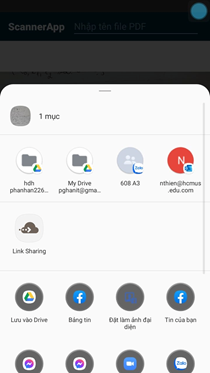 ScannerApp Nhập tên file PDF
1 mục
hdh My Drive 608 A3 nthien@hcmus
phanhan226... pghanit@gma... .edu.com
Link Sharing
Lưu vào Drive Bảng tin Đặt làm ảnh đại Tin của bạn
diện